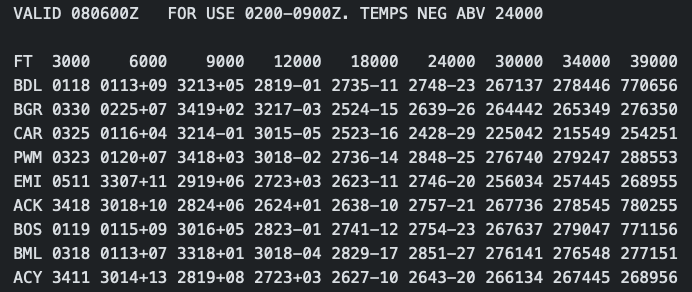 VALID 080600Z   FOR USE 0200-0900Z. TEMPS NEG ABV 24000

FT  3000    6000    9000   12000   18000   24000  30000  34000  39000
BDL 0118 0113+09 3213+05 2819-01 2735-11 2748-23 267137 278446 770656
BGR 0330 0225+07 3419+02 3217-03 2524-15 2639-26 264442 265349 276350
CAR 0325 0116+04 3214-01 3015-05 2523-16 2428-29 225042 215549 254251
PWM 0323 0120+07 3418+03 3018-02 2736-14 2848-25 276740 279247 288553
EMI 0511 3307+11 2919+06 2723+03 2623-11 2746-20 256034 257445 268955
ACK 3418 3018+10 2824+06 2624+01 2638-10 2757-21 267736 278545 780255
BOS 0119 0115+09 3016+05 2823-01 2741-12 2754-23 267637 279047 771156
BML 0318 0113+07 3318+01 3018-04 2829-17 2851-27 276141 276548 277151
ACY 3411 3014+13 2819+08 2723+03 2627-10 2643-20 266134 267445 268956